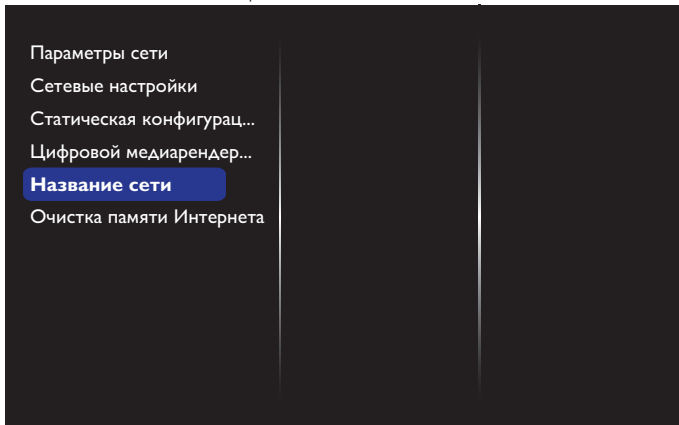 Параметры сети
Сетевые настройки
Статическая конфигурац...
Цифровой медиарендер...
Название сети
Очистка памяти Интернета